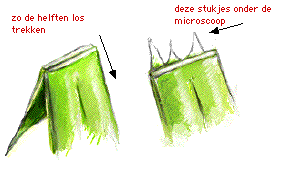 zo de helften los
trekken
deze stukjes onder de
microscoop